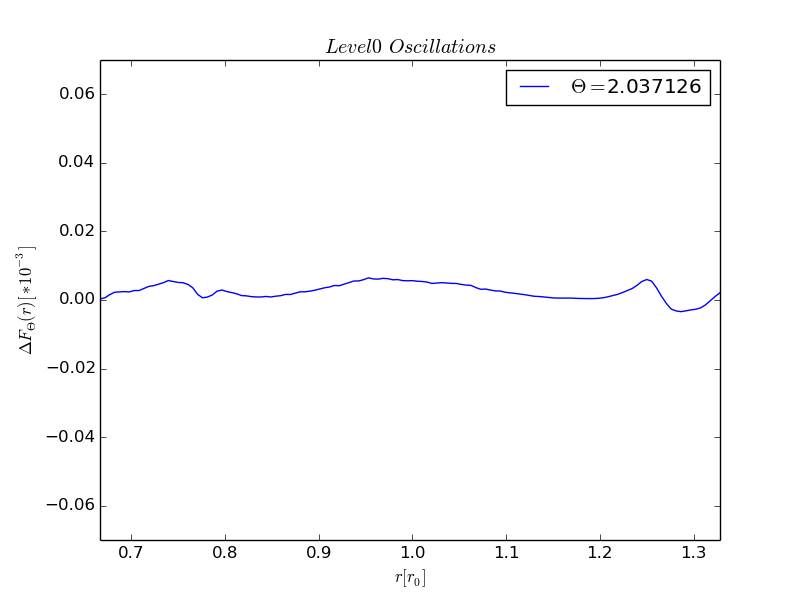 Level0 Oscillations
Θ=2.037126
0.06
0.04
0.02
0.00
−0.02
−0.04
−0.06
ΔF_Θ(r)[*10^{-3}]
0.7 0.8 0.9 1.0 1.1 1.2 1.3
r[r_0]